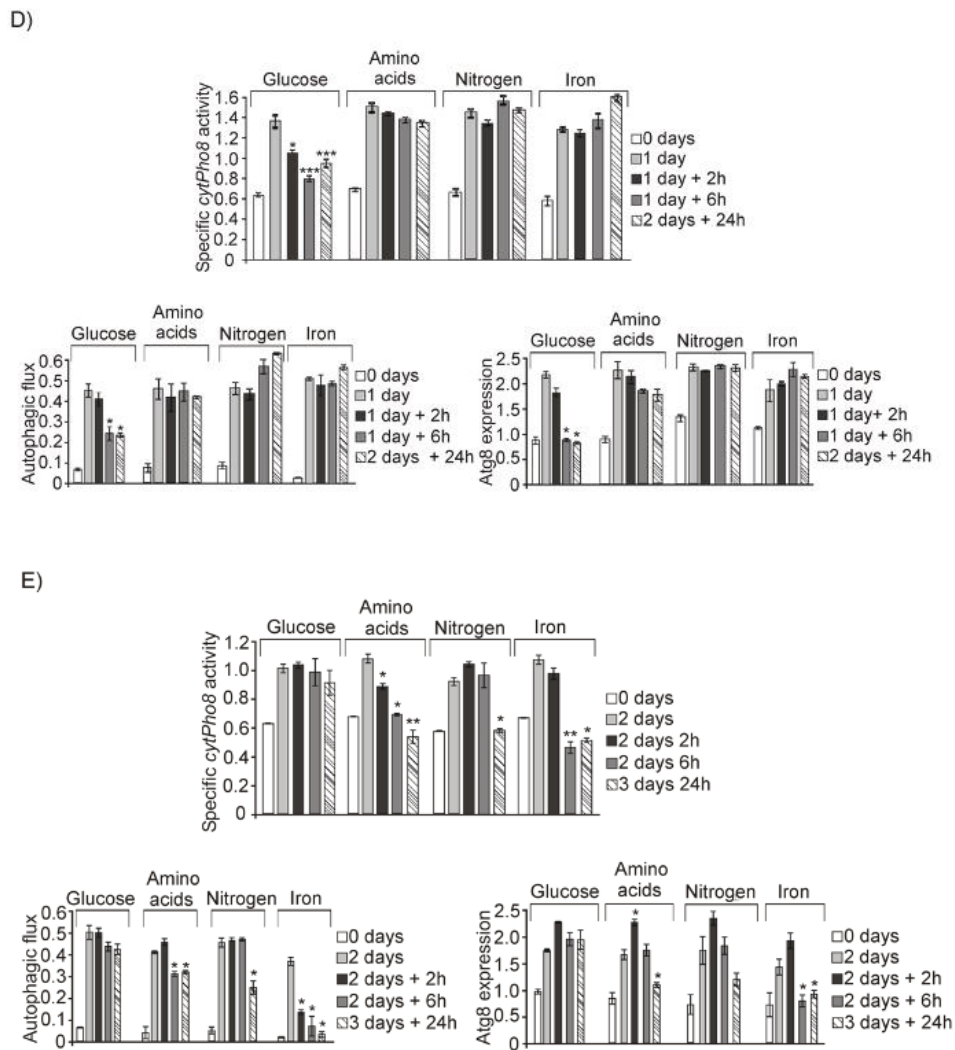 D)
Glucose
Amino
acids
Nitrogen
Iron
Specific cytPho8 activity
1.6
1.4
1.2
1.0
0.8
0.6
0.4
0.2
0
*
***
***
0 days
1 day
1 day + 2h
1 day + 6h
2 days + 24h
Glucose
Amino
acids
Nitrogen
Iron
Autophagic flux
0.6
0.5
0.4
0.3
0.2
0.1
0
*
*
0 days
1 day
1 day + 2h
1 day + 6h
2 days + 24h
Glucose
Amino
acids
Nitrogen
Iron
Atg8 expression
2.5
2.0
1.5
1.0
0.5
0
*
*
0 days
1 day
1 day+ 2h
1 day + 6h
2 days + 24h
E)
Glucose
Amino
acids
Nitrogen
Iron
Specific cytPho8 activity
1.2
1.0
0.8
0.6
0.4
0.2
0
*
*
**
*
**
*
0 days
2 days
2 days 2h
2 days 6h
3 days 24h
Glucose
Amino
acids
Nitrogen
Iron
Autophagic flux
0.6
0.5
0.4
0.3
0.2
0.1
0
*
*
*
*
*
*
0 days
2 days
2 days + 2h
2 days + 6h
3 days + 24h
Glucose
Amino
acids
Nitrogen
Iron
Atg8 expression
2.5
2.0
1.5
1.0
0.5
0
*
*
*
*
0 days
2 days
2 days + 2h
2 days + 6h
3 days + 24h